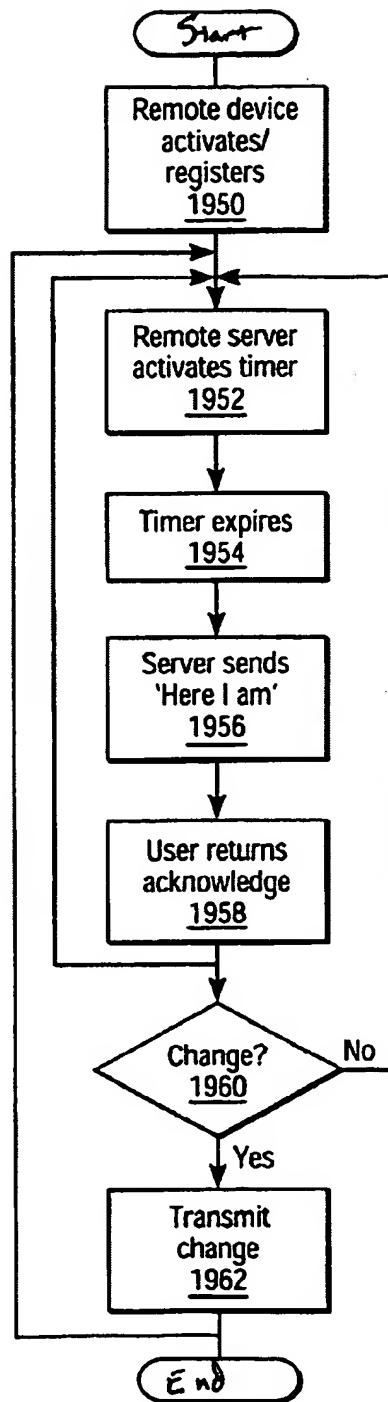 Start
Remote device
activates/
registers
1950
Remote server
activates timer
1952
Timer expires
1954
Server sends
'Here I am'
1956
User returns
acknowledge
1958
Change?
1960
No
Yes
Transmit
change
1962
End